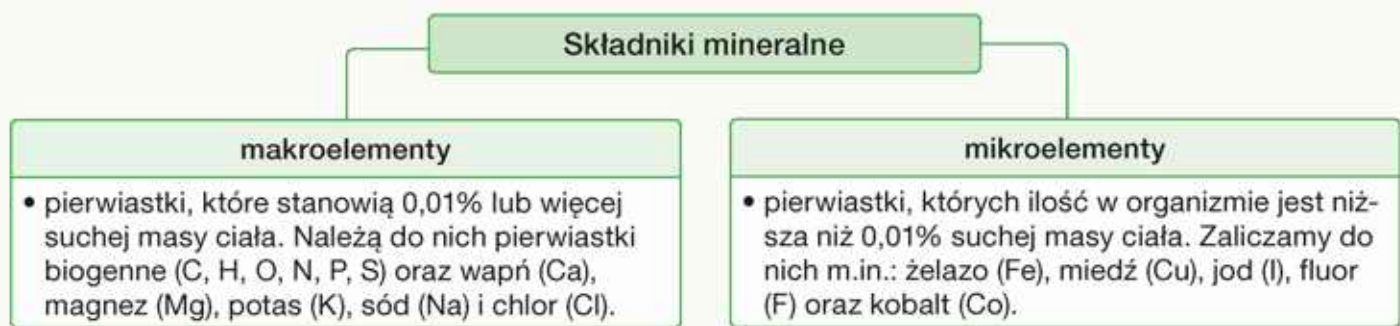 Składniki mineralne
makroelementy
• pierwiastki, które stanowią 0,01% lub więcej
suchej masy ciała. Należą do nich pierwiastki
biogenne (C, H, O, N, P, S) oraz wapń (Ca),
magnez (Mg), potas (K), sód (Na) i chlor (Cl).
mikroelementy
• pierwiastki, których ilość w organizmie jest niż-
sza niż 0,01% suchej masy ciała. Zaliczamy do
nich m.in.: żelazo (Fe), miedź (Cu), jod (I), fluor
(F) oraz kobalt (Co).